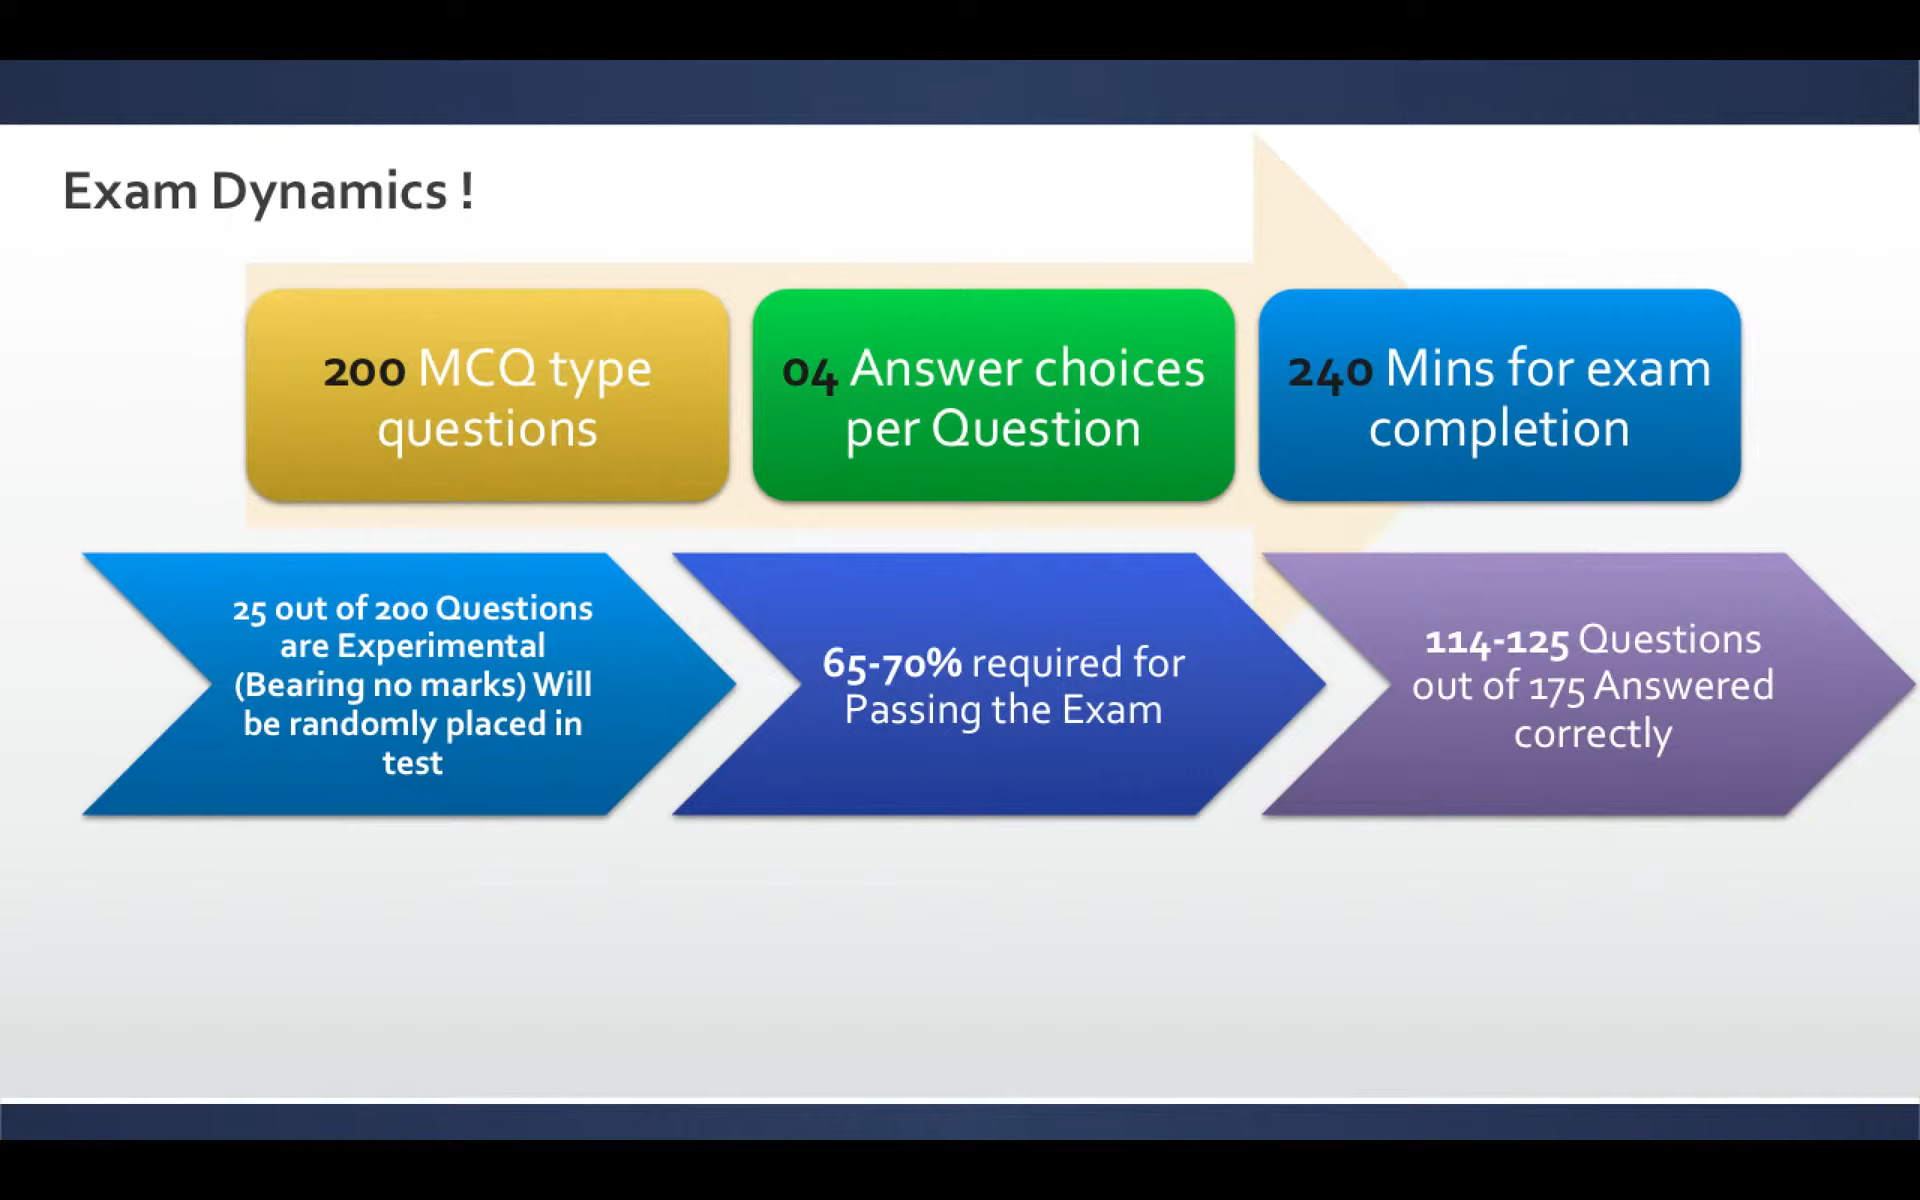 Exam Dynamics !
200 MCQ type
questions
04 Answer choices
per Question
240 Mins for exam
completion
25 out of 200 Questions
are Experimental
(Bearing no marks) Will
be randomly placed in
test
65-70% required for
Passing the Exam
114-125 Questions
out of 175 Answered
correctly